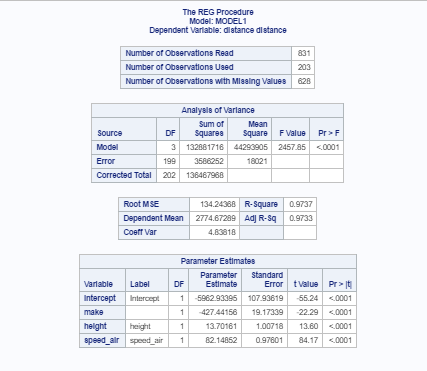 The REG Procedure
Model: MODEL1
Dependent Variable: distance distance
Number of Observations Read 831
Number of Observations Used 203
Number of Observations with Missing Values 628
Analysis of Variance
Source DF Sum of Squares Mean Square F Value Pr > F
Model 3 132881716 44293905 2457.85 <.0001
Error 199 3586252 18021
Corrected Total 202 136467968
Root MSE 134.24368 R-Square 0.9737
Dependent Mean 2774.67289 Adj R-Sq 0.9733
Coeff Var 4.83818
Parameter Estimates
Variable Label DF Parameter Estimate Standard Error t Value Pr > |t|
Intercept Intercept 1 -5962.93395 107.93619 -55.24 <.0001
make 1 -427.44156 19.17339 -22.29 <.0001
height height 1 13.70161 1.00718 13.60 <.0001
speed_air speed_air 1 82.14852 0.97601 84.17 <.0001